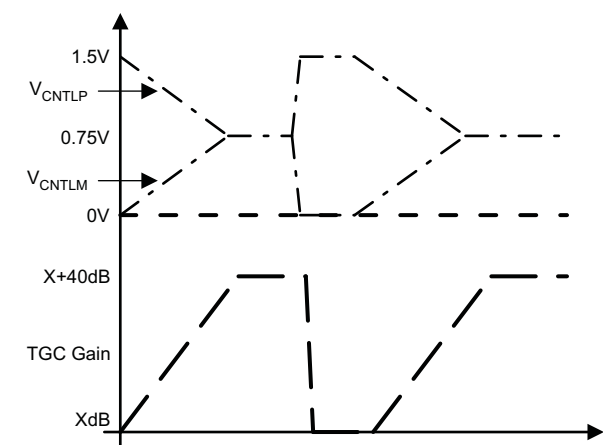 1.5V
VCNTLP
0.75V
VCNTLM
0V
X+40dB
TGC Gain
XdB